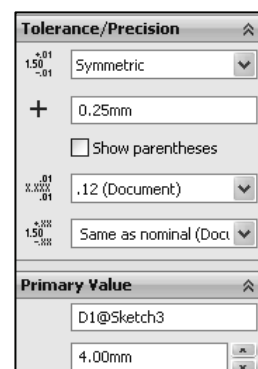 Tolerance/Precision
+.01
1.50
-.01
Symmetric
+
0.25mm
Show parentheses
.01
X.XXX
.01
.12 (Document)
+.XX
1.50
-.XX
Same as nominal (Docu
Primary Value
D1@Sketch3
4.00mm